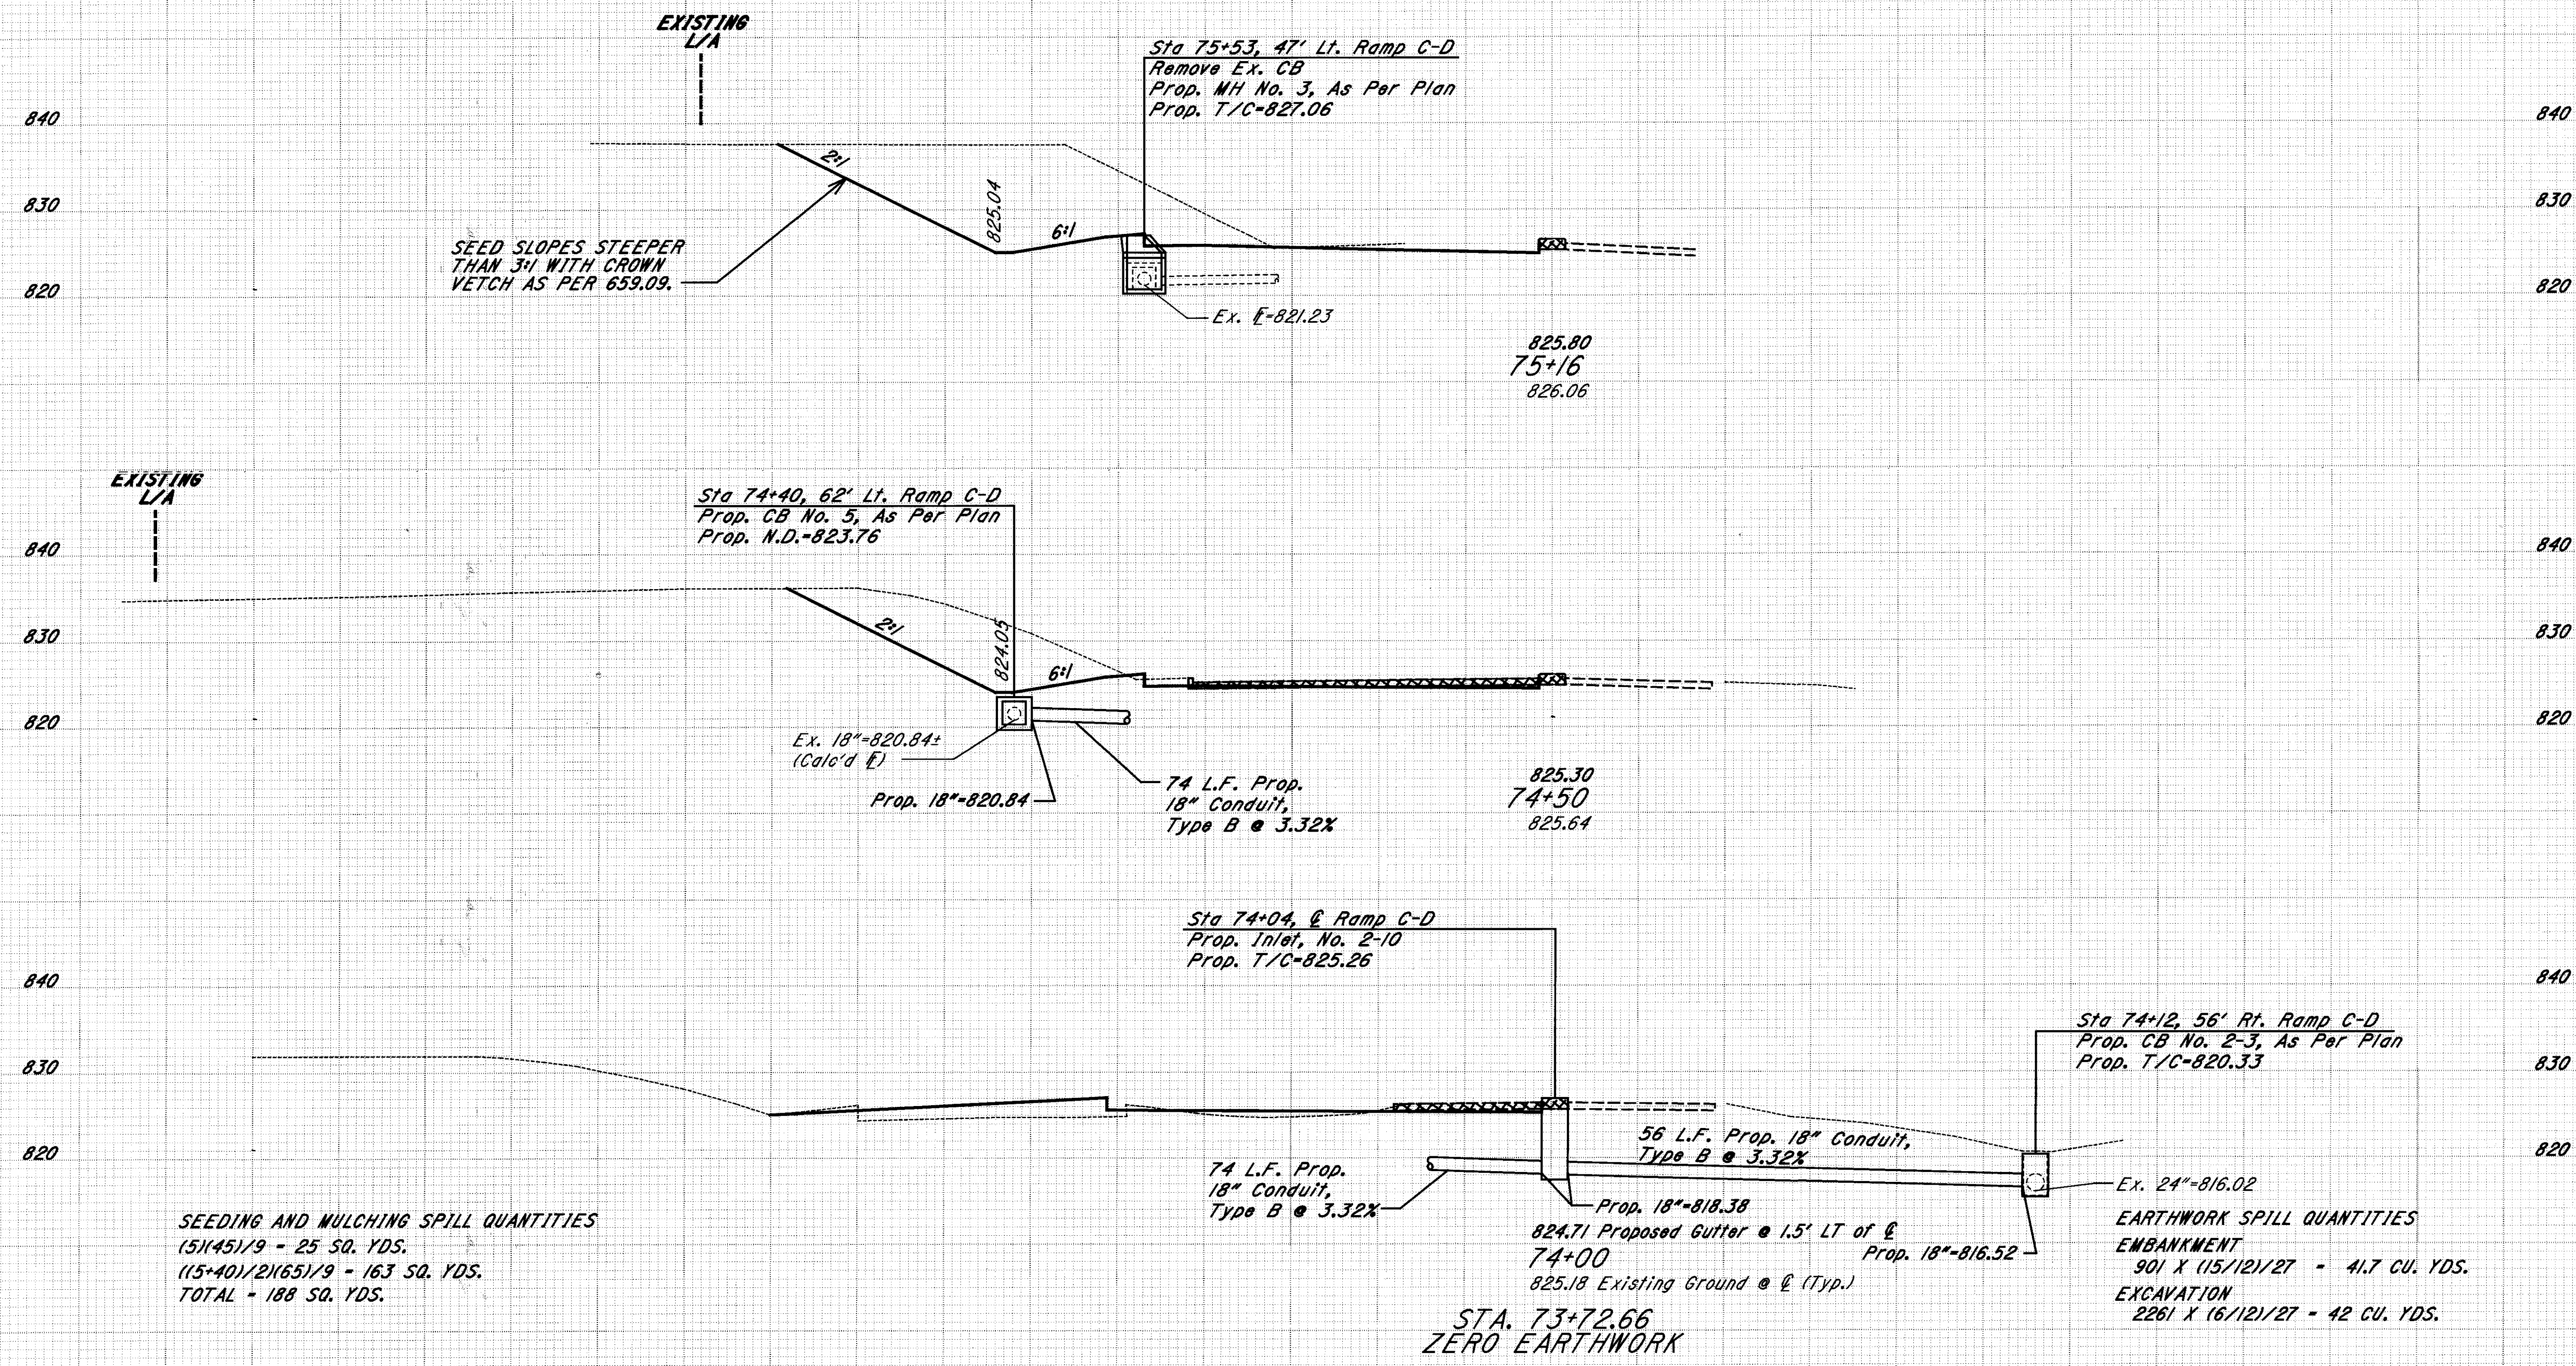 EXISTING
L/A
Sta 75+53, 47' Lt. Ramp C-D
Remove Ex. CB
Prop. MH No. 3, As Per Plan
Prop. T/C=827.06
840
840
2:1
825.04
830
830
6:1
SEED SLOPES STEEPER
THAN 3:1 WITH CROWN
VETCH AS PER 659.09.
820
820
Ex. F̵L=821.23
825.80
75+16
826.06
EXISTING
L/A
Sta 74+40, 62' Lt. Ramp C-D
Prop. CB No. 5, As Per Plan
Prop. N.D.=823.76
840
840
2:1
824.05
830
830
6:1
820
820
Ex. 18"=820.84±
(Calc'd F̵L)
Prop. 18"=820.84
74 L.F. Prop.
18" Conduit,
Type B @ 3.32%
825.30
74+50
825.64
Sta 74+04, ℄ Ramp C-D
Prop. Inlet, No. 2-10
Prop. T/C=825.26
840
840
Sta 74+12, 56' Rt. Ramp C-D
Prop. CB No. 2-3, As Per Plan
Prop. T/C=820.33
830
830
820
820
56 L.F. Prop. 18" Conduit,
Type B @ 3.32%
74 L.F. Prop.
18" Conduit,
Type B @ 3.32%
Prop. 18"=818.38
Ex. 24"=816.02
824.71 Proposed Gutter @ 1.5' LT of ℄
74+00
Prop. 18"=816.52
825.18 Existing Ground @ ℄ (Typ.)
STA. 73+72.66
ZERO EARTHWORK
SEEDING AND MULCHING SPILL QUANTITIES
(5)(45)/9 = 25 SQ. YDS.
((5+40)/2)(65)/9 = 163 SQ. YDS.
TOTAL = 188 SQ. YDS.
EARTHWORK SPILL QUANTITIES
EMBANKMENT
901 X (15/12)/27 = 41.7 CU. YDS.
EXCAVATION
2261 X (6/12)/27 = 42 CU. YDS.